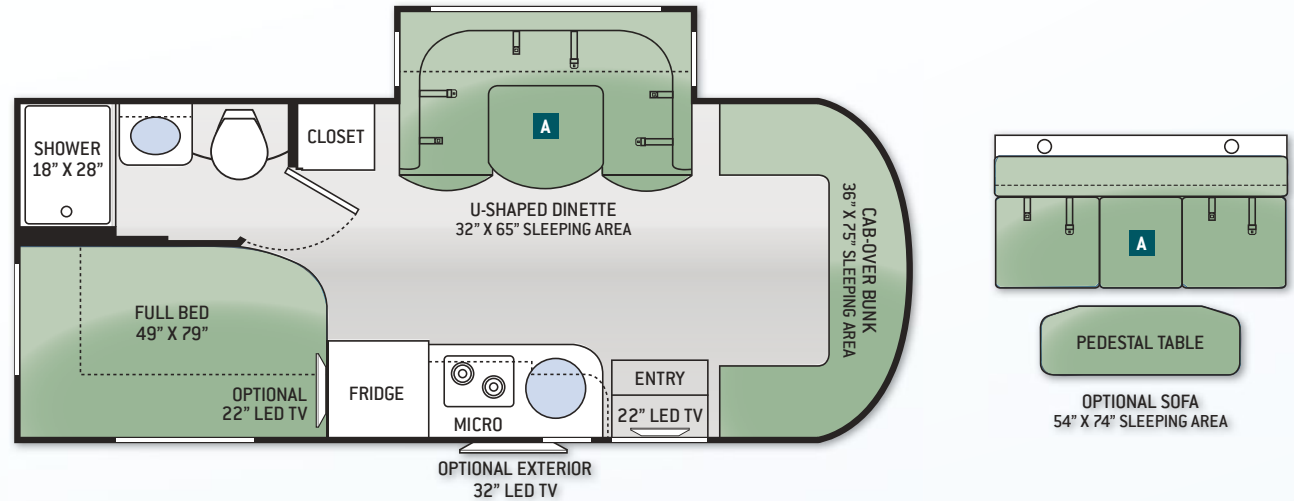 SHOWER
18” X 28”
CLOSET
A
U-SHAPED DINETTE
32” X 65” SLEEPING AREA
CAB-OVER BUNK
36” X 75” SLEEPING AREA
FULL BED
49” X 79”
OPTIONAL
22” LED TV
FRIDGE
MICRO
ENTRY
22” LED TV
OPTIONAL EXTERIOR
32” LED TV
A
PEDESTAL TABLE
OPTIONAL SOFA
54” X 74” SLEEPING AREA